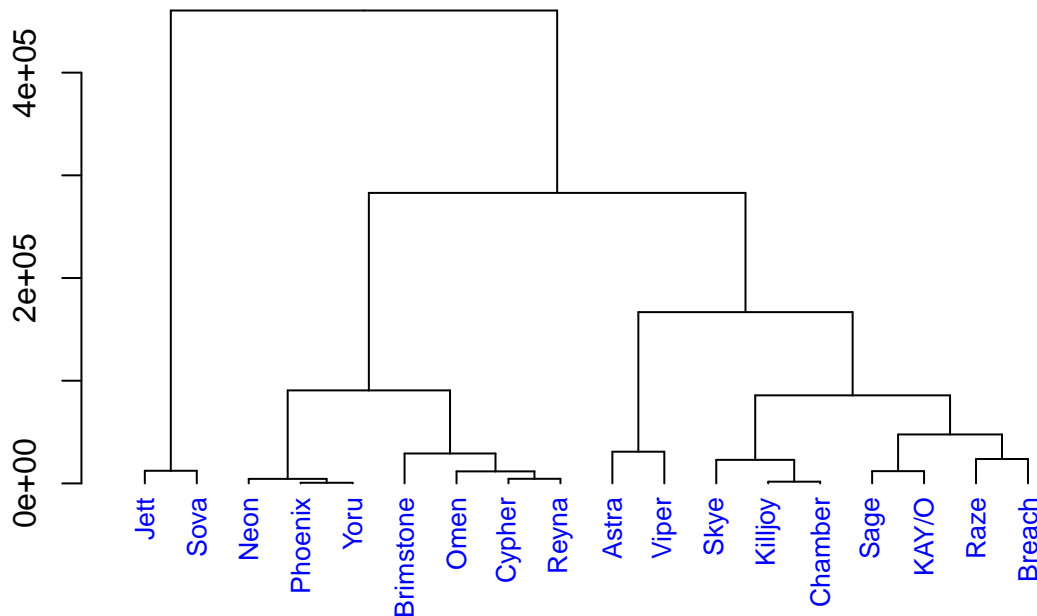 4e+05
2e+05
0e+00
Jett
Sova
Neon
Phoenix
Yoru
Brimstone
Omen
Cypher
Reyna
Astra
Viper
Skye
Killjoy
Chamber
Sage
KAY/O
Raze
Breach